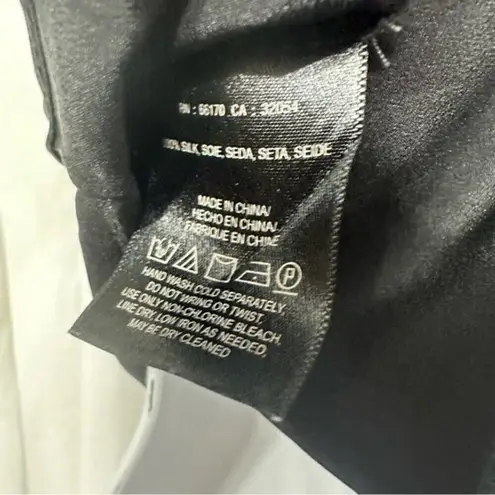 RN : 66170 CA : 32054
100% SILK, SOIE, SEDA, SETA, SEIDE
MADE IN CHINA/
HECHO EN CHINA/
FABRIQUE EN CHINE
P
HAND WASH COLD SEPARATELY.
DO NOT WRING OR TWIST.
USE ONLY NON-CHLORINE BLEACH.
LINE DRY, LOW IRON AS NEEDED.
MAY BE DRY CLEANED